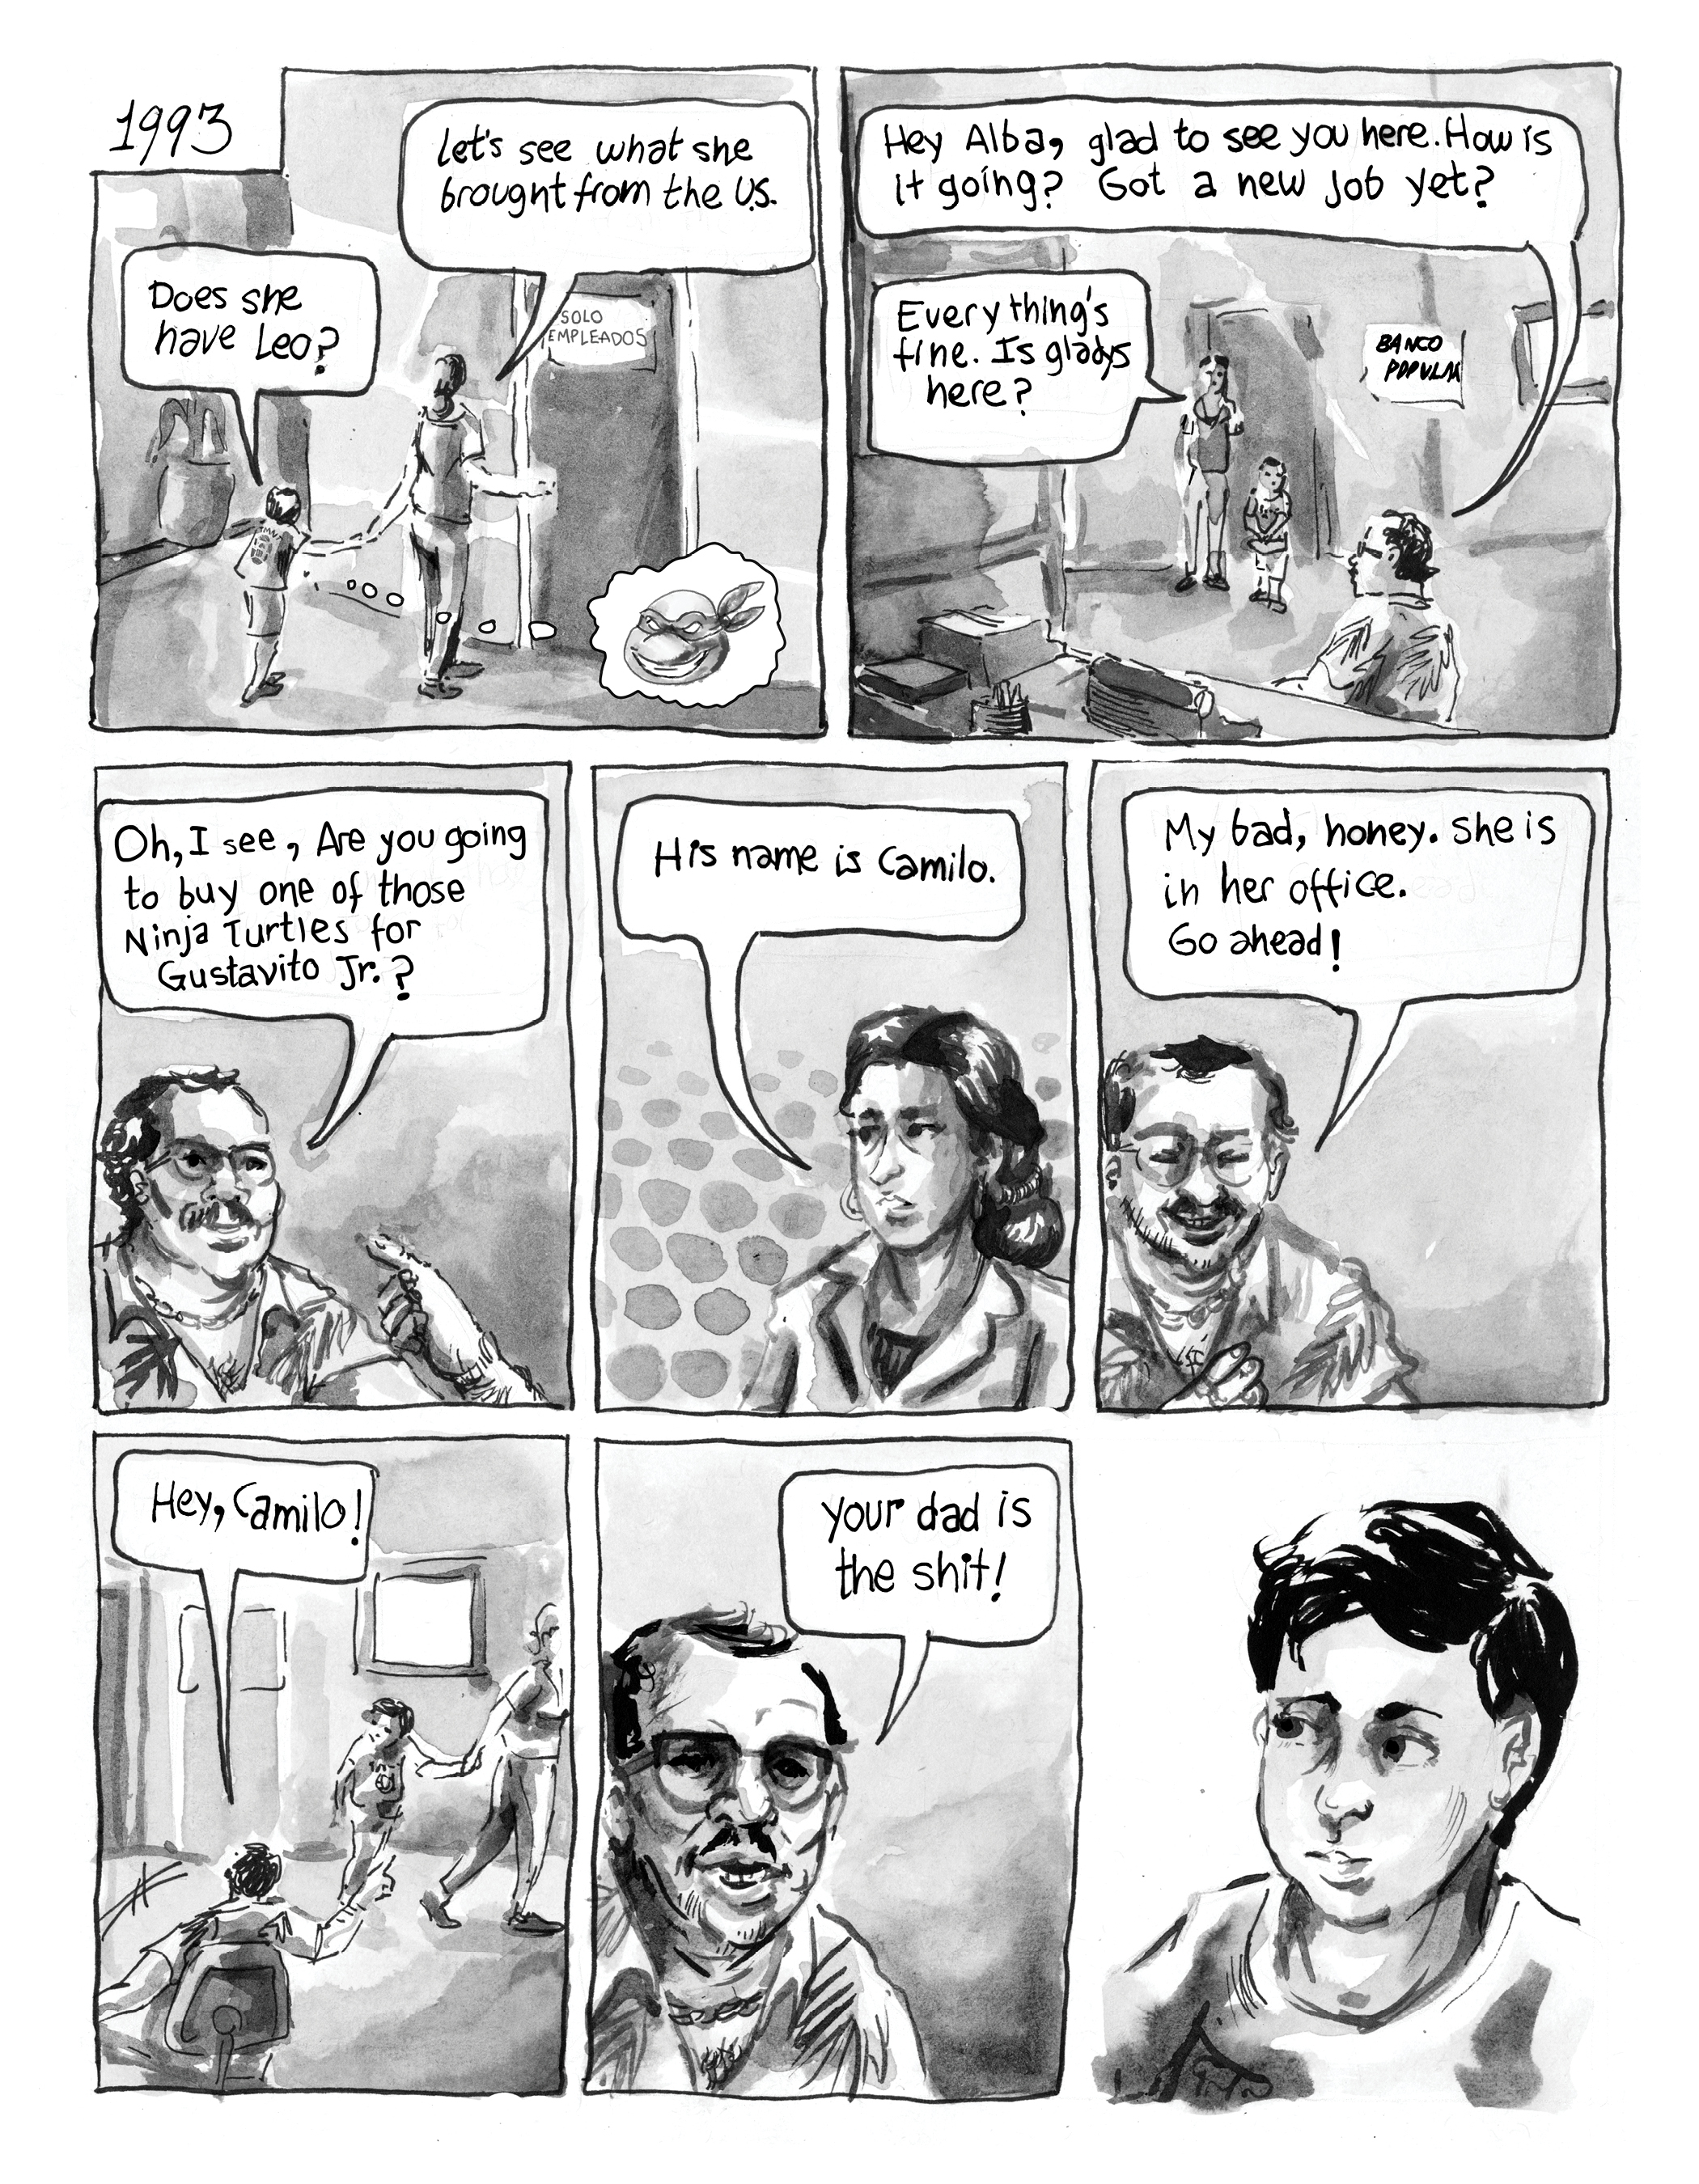 1993
Let's see what she
brought from the U.S.
Does she
have Leo?
SOLO
EMPLEADOS
Hey Alba, glad to see you here. How is
it going? Got a new job yet?
Everything's
fine. Is gladys
here?
BANCO
POPULAR
Oh, I see, Are you going
to buy one of those
Ninja Turtles for
Gustavito Jr.?
His name is Camilo.
My bad, honey. She is
in her office.
Go ahead!
Hey, Camilo!
your dad is
the shit!